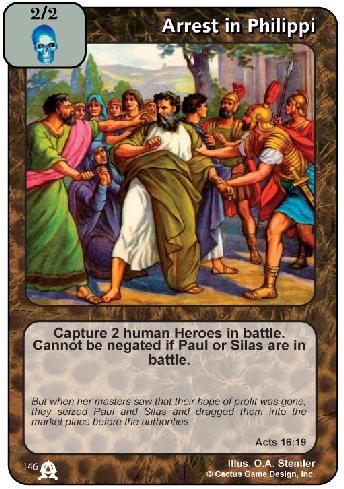 2/2
Arrest in Philippi
Capture 2 human Heroes in battle.
Cannot be negated if Paul or Silas are in
battle.
But when her masters saw that their hope of profit was gone,
they seized Paul and Silas and dragged them into the
market place before the authorities.
Acts 16:19
146
Illus. O.A. Stemler
© Cactus Game Design, Inc.